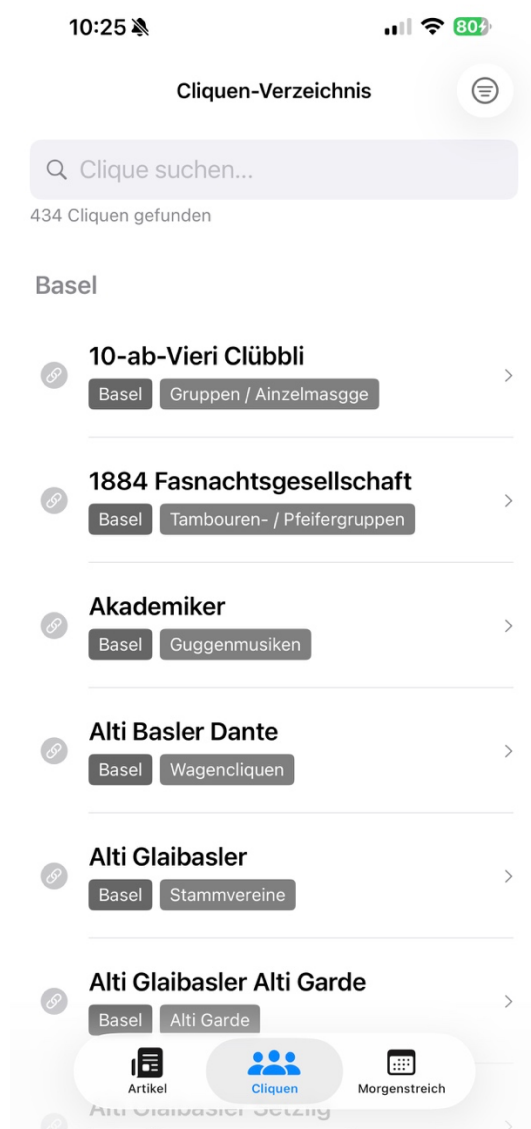 10:25
80
Cliquen-Verzeichnis
Clique suchen...
434 Cliquen gefunden
Basel
10-ab-Vieri Clübbli
Basel Gruppen / Ainzelmasgge
1884 Fasnachtsgesellschaft
Basel Tambouren- / Pfeifergruppen
Akademiker
Basel Guggenmusiken
Alti Basler Dante
Basel Wagencliquen
Alti Glaibasler
Basel Stammvereine
Alti Glaibasler Alti Garde
Basel Alti Garde
Artikel Cliquen Morgenstreich
Alti Glaibasler